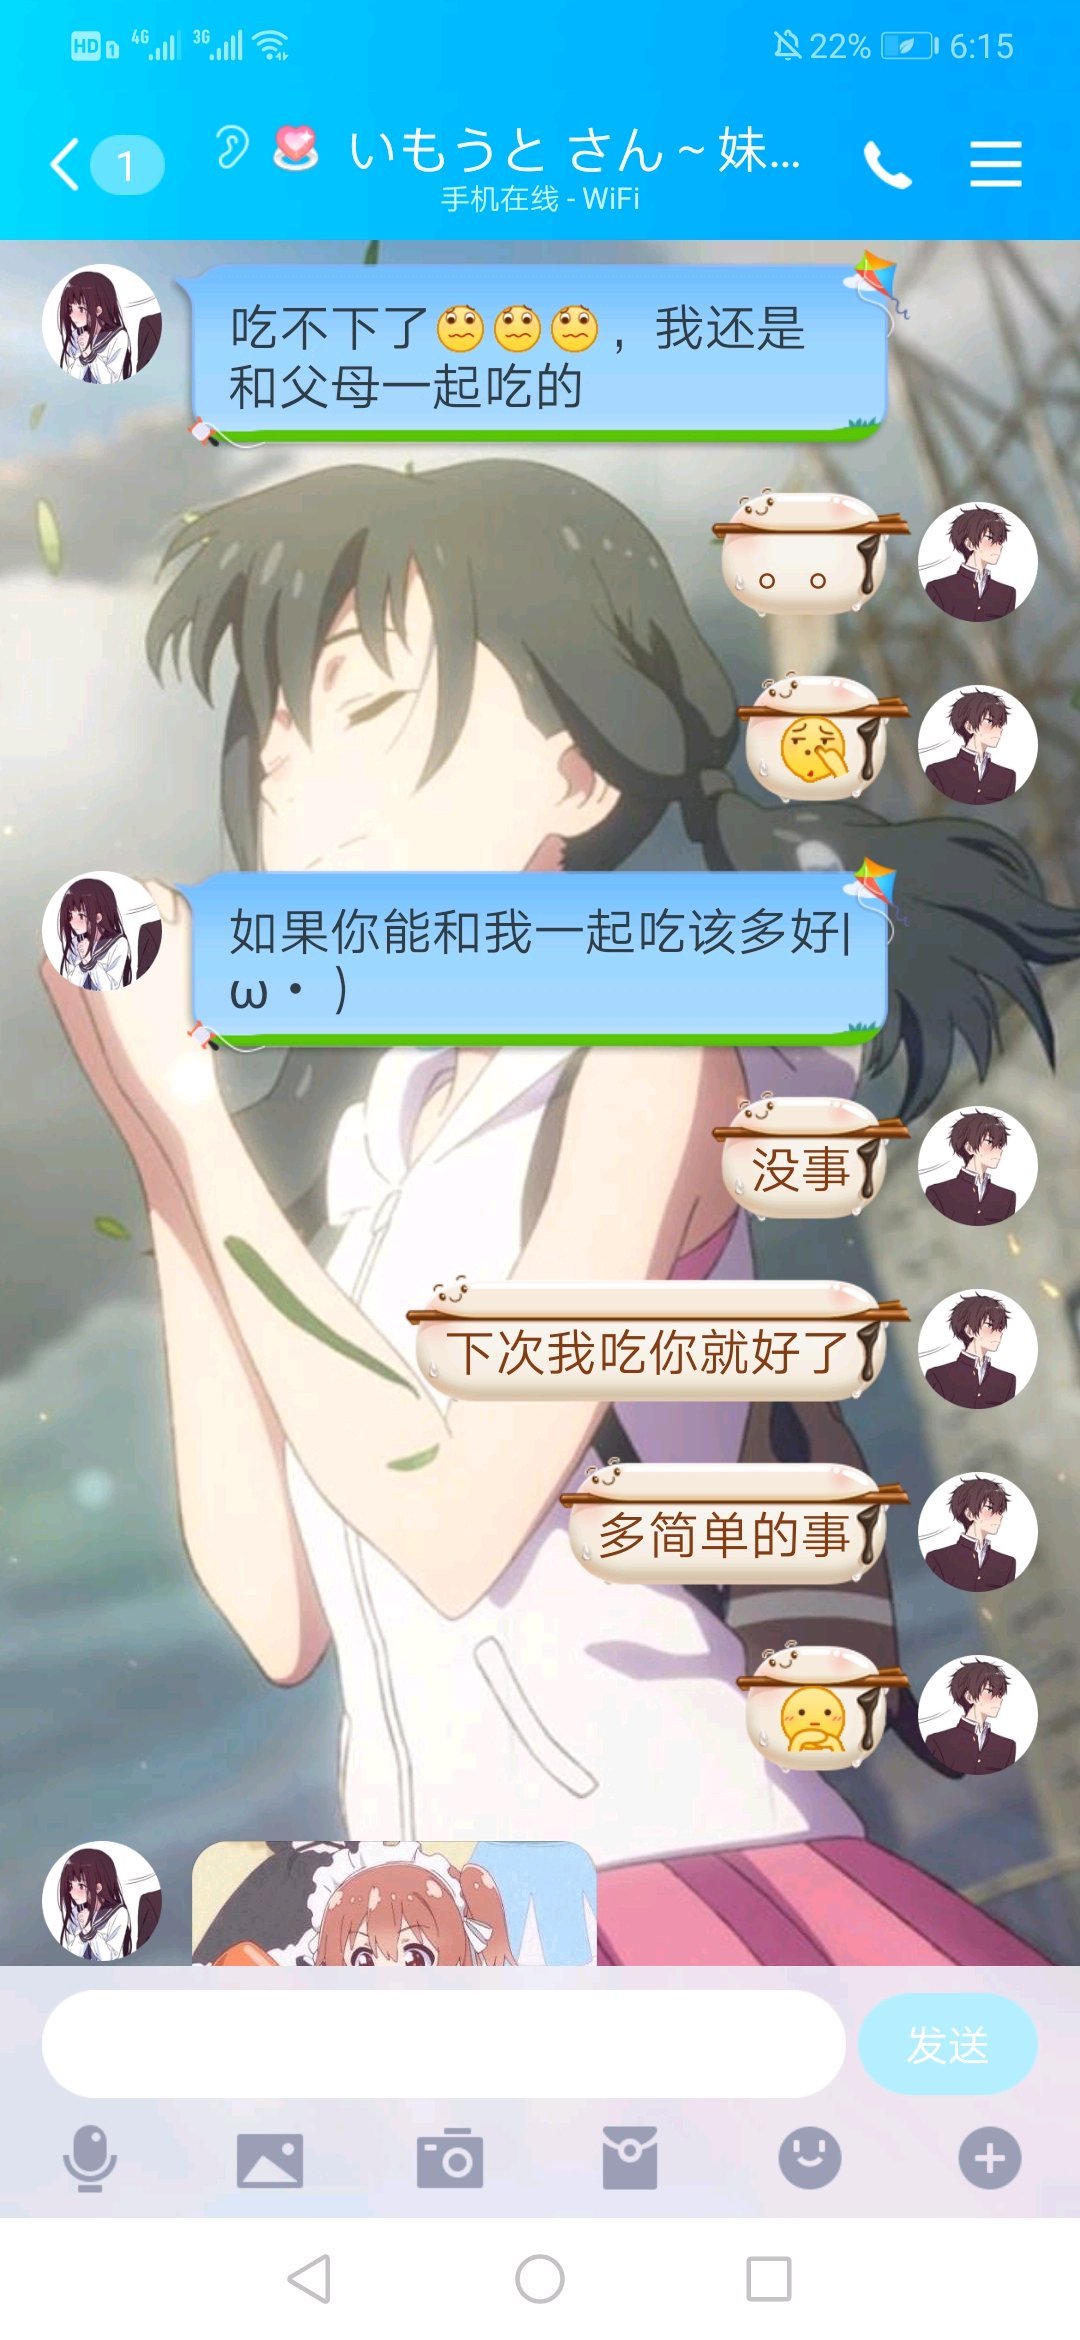 HD 1 4G 3G 22% 6:15
1 いもうと さん ~ 妹...
手机在线 - WiFi
吃不下了，我还是
和父母一起吃的
如果你能和我一起吃该多好|
ω・）
没事
下次我吃你就好了
多简单的事
发送